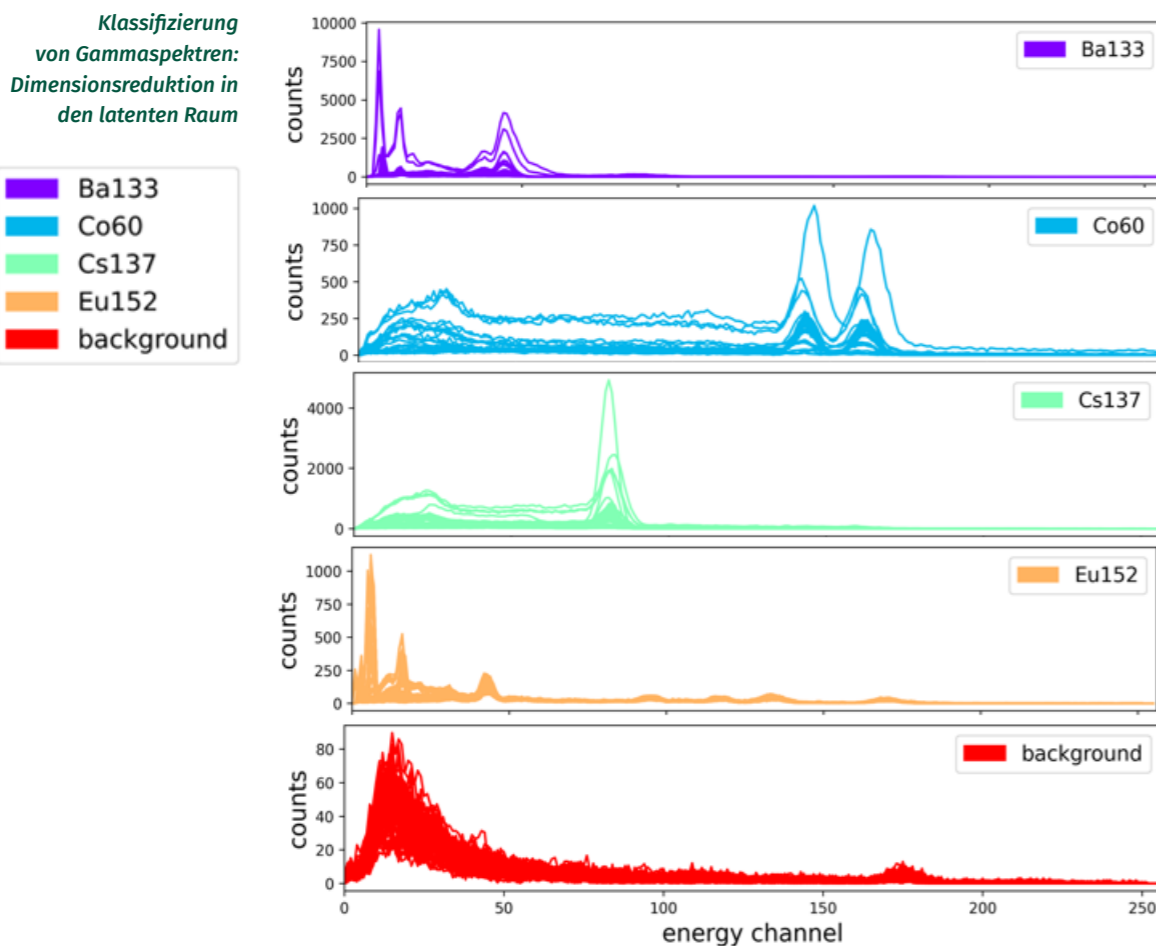 Klassifizierung
von Gammaspektren:
Dimensionsreduktion in
den latenten Raum
Ba133
Co60
Cs137
Eu152
background
10000
7500
5000
2500
0
counts
Ba133
1000
750
500
250
0
counts
Co60
4000
2000
0
counts
Cs137
1000
750
500
250
0
counts
Eu152
80
60
40
20
0
counts
background
0 50 100 150 200 250
energy channel